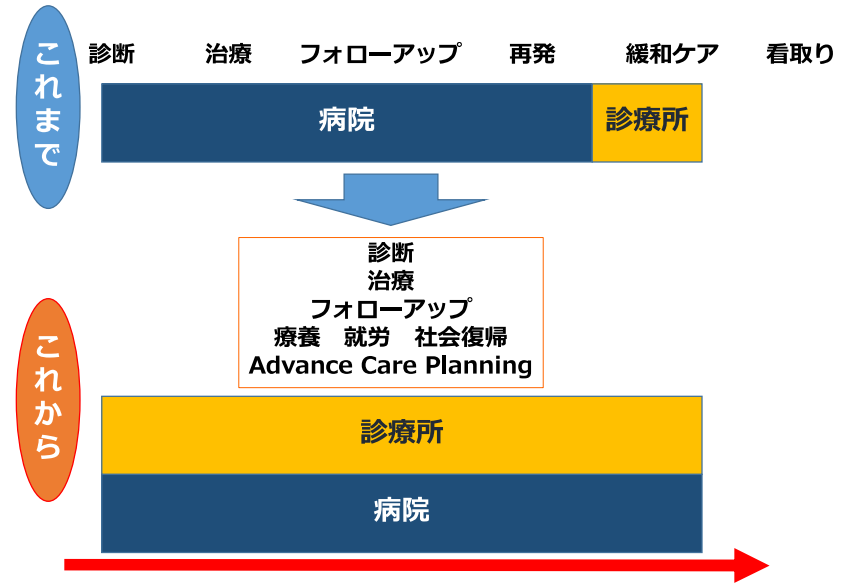 これまで
診断 治療 フォローアップ 再発 緩和ケア 看取り
病院 診療所
診断
治療
フォローアップ
療養 就労 社会復帰
Advance Care Planning
これから
診療所
病院